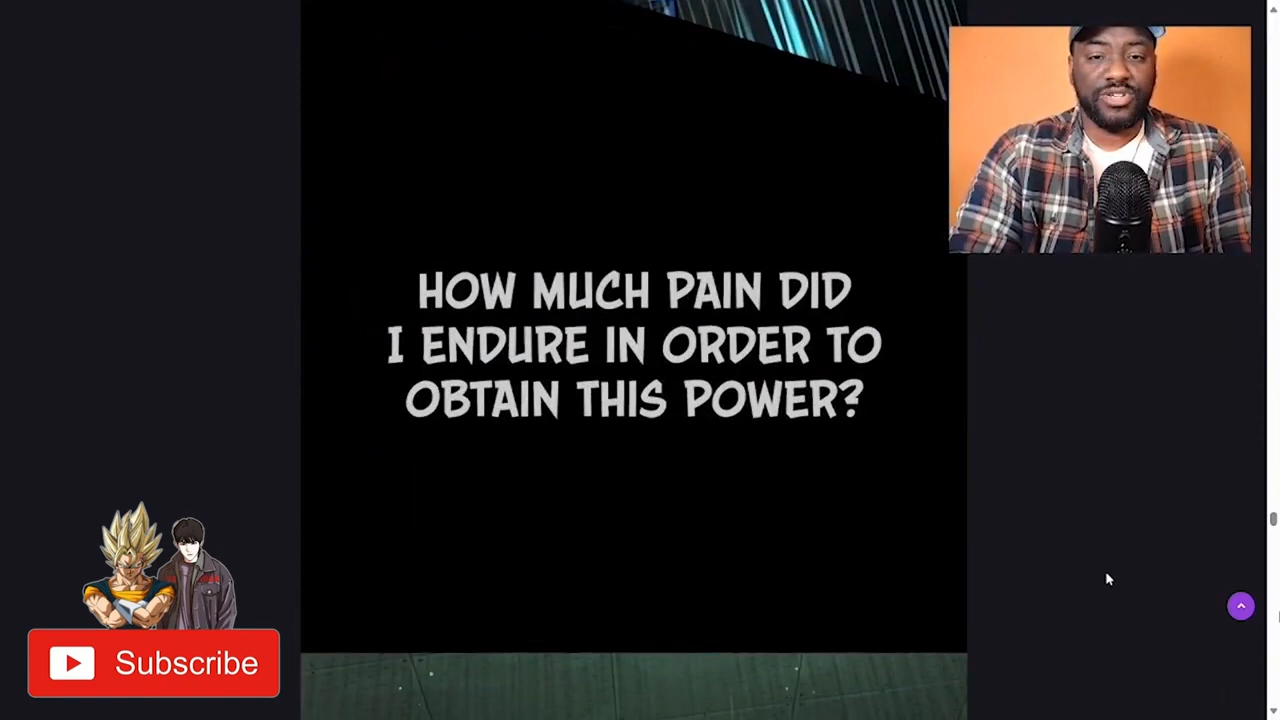 HOW MUCH PAIN DID
I ENDURE IN ORDER TO
OBTAIN THIS POWER?
Subscribe